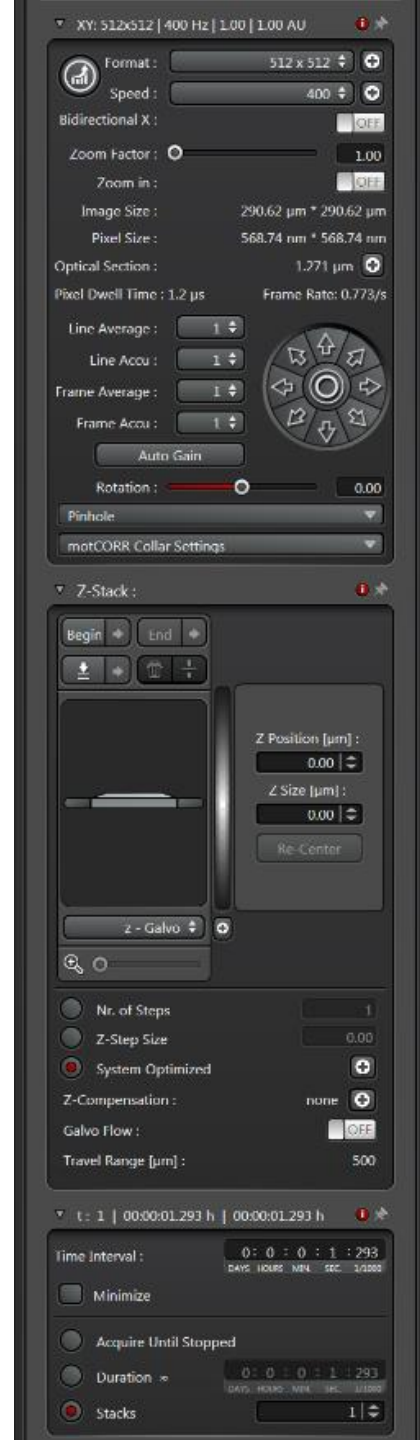 XY: 512x512 | 400 Hz | 1.00 | 1.00 AU
Format : 512 x 512
Speed : 400
Bidirectional X : OFF
Zoom Factor : 1.00
Zoom in : OFF
Image Size : 290.62 µm * 290.62 µm
Pixel Size : 568.74 nm * 568.74 nm
Optical Section : 1.271 µm
Pixel Dwell Time : 1.2 µs Frame Rate: 0.773/s
Line Average : 1
Line Accu : 1
Frame Average : 1
Frame Accu : 1
Auto Gain
Rotation : 0.00
Pinhole
motCORR Collar Settings
Z-Stack :
Begin End
Z Position [µm] :
0.00
Z Size [µm] :
0.00
Re-Center
z - Galvo
Nr. of Steps 1
Z-Step Size 0.00
System Optimized
Z-Compensation : none
Galvo Flow : OFF
Travel Range [µm] : 500
t : 1 | 00:00:01.293 h | 00:00:01.293 h
Time Interval : 0 : 0 : 0 : 1 : 293
DAYS HOURS MIN. SEC. 1/1000
Minimize
Acquire Until Stopped
Duration ≈ 0 : 0 : 0 : 1 : 293
DAYS HOURS MIN. SEC. 1/1000
Stacks 1